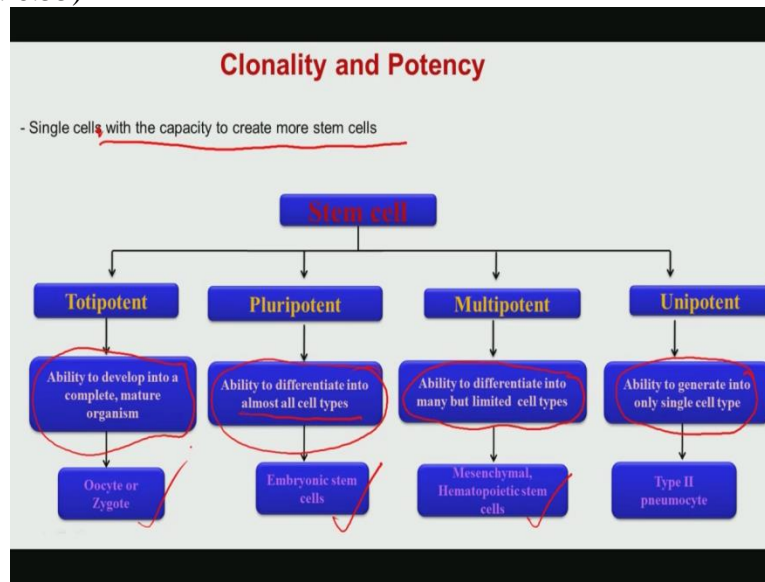 Clonality and Potency
- Single cells with the capacity to create more stem cells
Stem cell
Totipotent
Pluripotent
Multipotent
Unipotent
Ability to develop into a
complete, mature
organism
Ability to differentiate into
almost all cell types
Ability to differentiate into
many but limited cell types
Ability to generate into
only single cell type
Oocyte or
Zygote
Embryonic stem
cells
Mesenchymal,
Hematopoietic stem
cells
Type II
pneumocyte